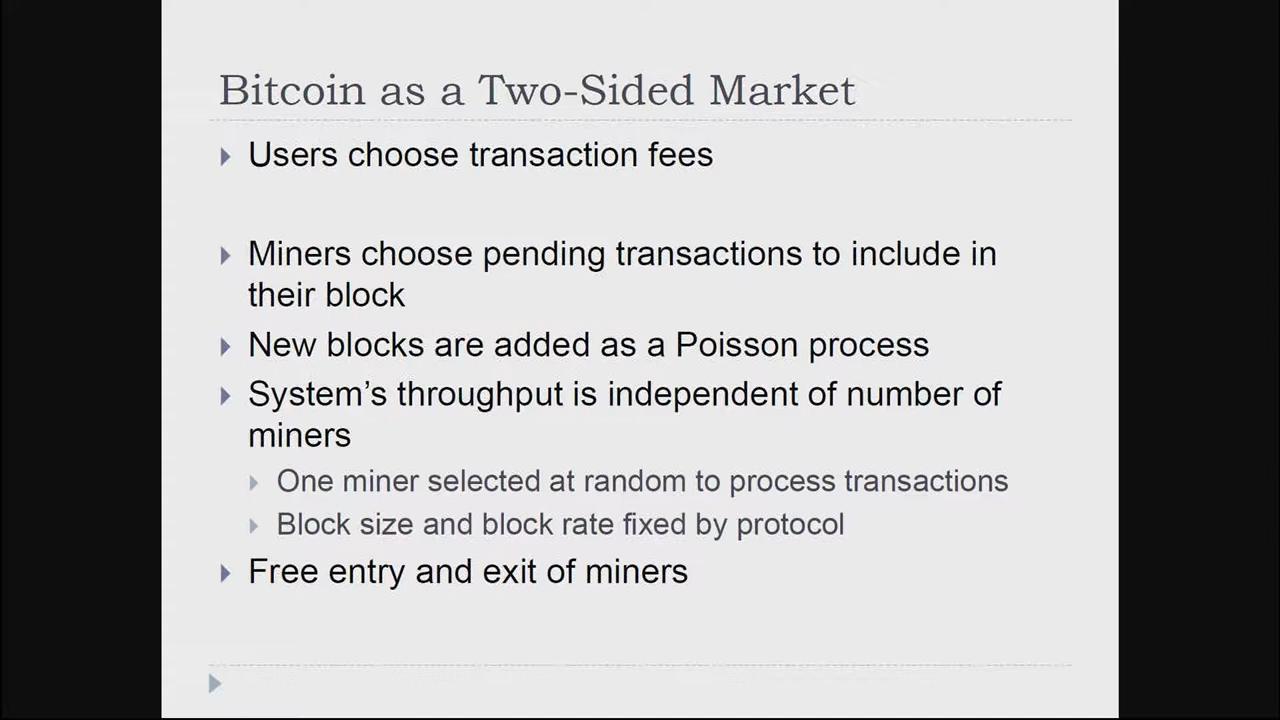 Bitcoin as a Two-Sided Market
Users choose transaction fees
Miners choose pending transactions to include in
their block
New blocks are added as a Poisson process
System's throughput is independent of number of
miners
One miner selected at random to process transactions
Block size and block rate fixed by protocol
Free entry and exit of miners